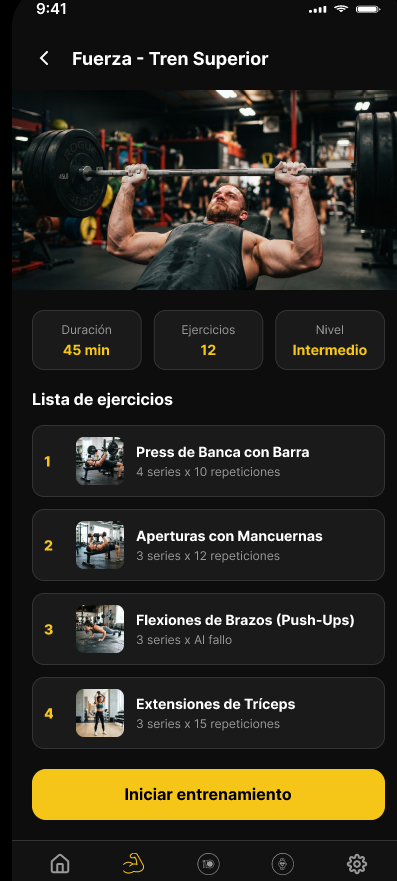 9:41
Fuerza - Tren Superior
Duración
45 min
Ejercicios
12
Nivel
Intermedio
Lista de ejercicios
1
Press de Banca con Barra
4 series x 10 repeticiones
2
Aperturas con Mancuernas
3 series x 12 repeticiones
3
Flexiones de Brazos (Push-Ups)
3 series x Al fallo
4
Extensiones de Tríceps
3 series x 15 repeticiones
Iniciar entrenamiento